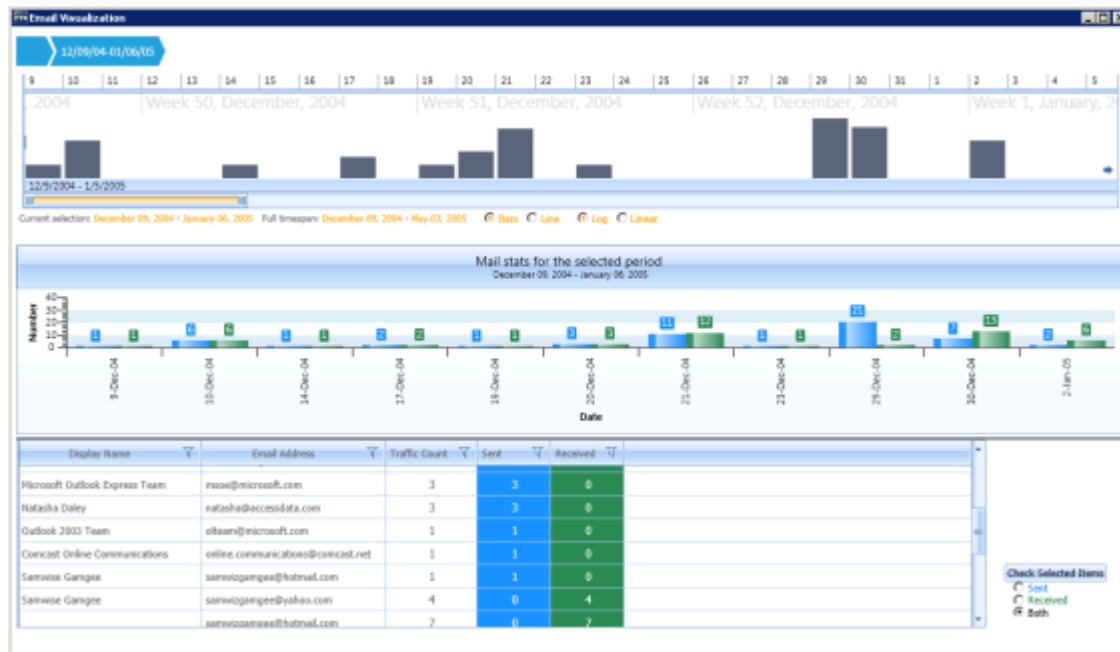 Email Visualization
12/09/04-01/06/05
9 10 11 12 13 14 15 16 17 18 19 20 21 22 23 24 25 26 27 28 29 30 31 1 2 3 4 5
, 2004 Week 50, December, 2004 Week 51, December, 2004 Week 52, December, 2004 Week 1, January, 2
12/9/2004 - 1/5/2005
Current selection: December 09, 2004 - January 06, 2005 Full timespan: December 09, 2004 - May 03, 2005 Bars Line Log Linear
Mail stats for the selected period
December 09, 2004 - January 06, 2005
Number
40
30
20
10
0
1 1 6 6 1 1 2 2 1 1 3 3 11 12 1 1 21 2 7 13 2 6
9-Dec-04 10-Dec-04 14-Dec-04 17-Dec-04 19-Dec-04 20-Dec-04 21-Dec-04 23-Dec-04 29-Dec-04 30-Dec-04 2-Jan-05
Date
Display Name Email Address Traffic Count Sent Received
Microsoft Outlook Express Team msoe@microsoft.com 3 3 0
Natasha Daley natasha@accessdata.com 3 3 0
Outlook 2003 Team olteam@microsoft.com 1 1 0
Comcast Online Communications online.communications@comcast.net 1 1 0
Samwise Gamgee samwizgamgee@hotmail.com 1 1 0
Samwise Gamgee samwizgamgee@yahoo.com 4 0 4
samwizgamgee@hotmail.com 7 0 7
Check Selected Items
Sent
Received
Both